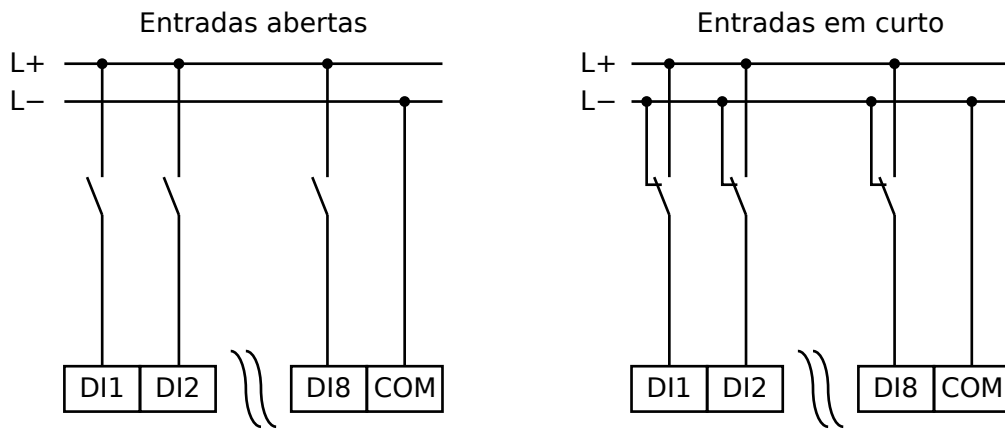 Entradas abertas
L+
L−
DI1 DI2 DI8 COM
Entradas em curto
L+
L−
DI1 DI2 DI8 COM